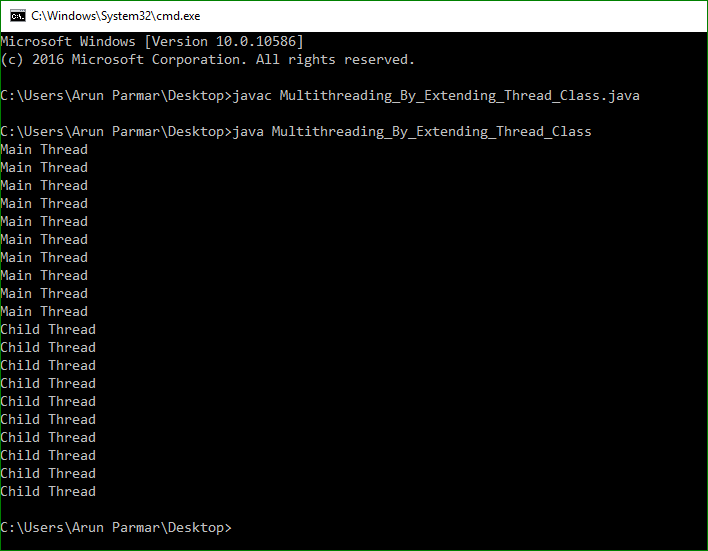 C:\Windows\System32\cmd.exe
Microsoft Windows [Version 10.0.10586]
(c) 2016 Microsoft Corporation. All rights reserved.
C:\Users\Arun Parmar\Desktop>javac Multithreading_By_Extending_Thread_Class.java
C:\Users\Arun Parmar\Desktop>java Multithreading_By_Extending_Thread_Class
Main Thread
Main Thread
Main Thread
Main Thread
Main Thread
Main Thread
Main Thread
Main Thread
Main Thread
Main Thread
Child Thread
Child Thread
Child Thread
Child Thread
Child Thread
Child Thread
Child Thread
Child Thread
Child Thread
Child Thread
C:\Users\Arun Parmar\Desktop>